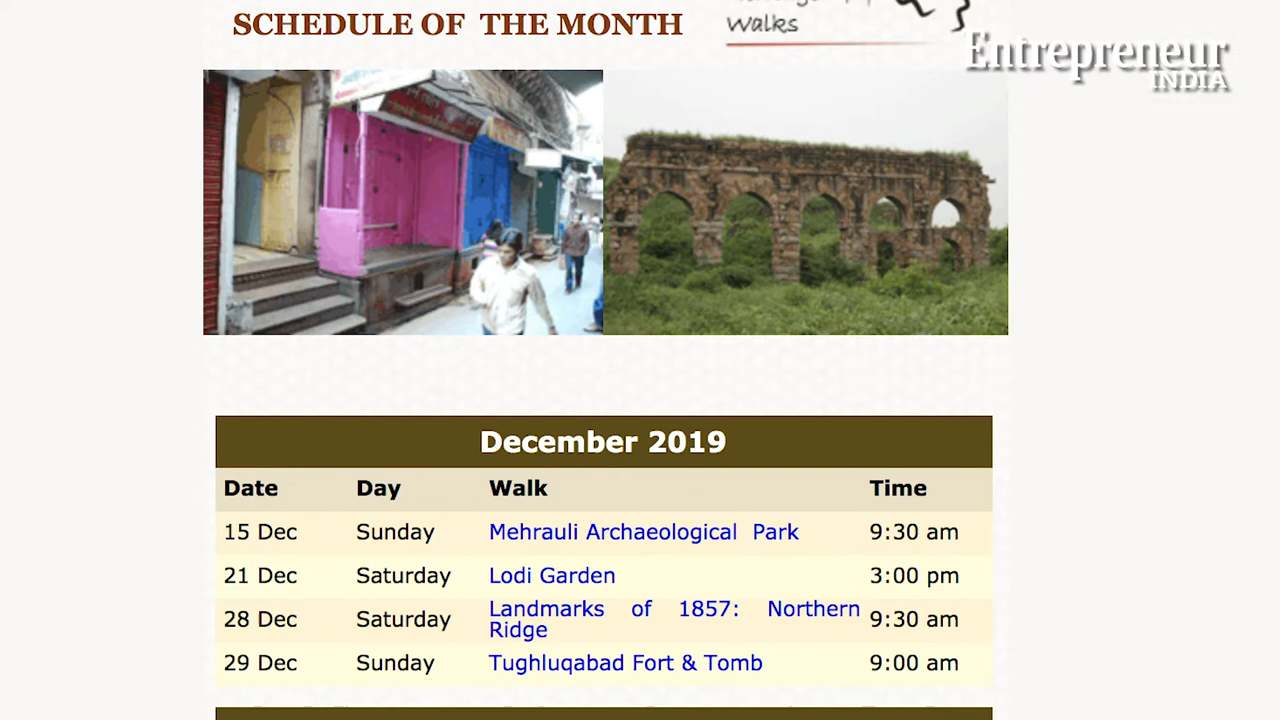 SCHEDULE OF THE MONTH
Walks
Entrepreneur
INDIA
December 2019
Date Day Walk Time
15 Dec Sunday Mehrauli Archaeological Park 9:30 am
21 Dec Saturday Lodi Garden 3:00 pm
28 Dec Saturday Landmarks of 1857: Northern
Ridge 9:30 am
29 Dec Sunday Tughluqabad Fort & Tomb 9:00 am